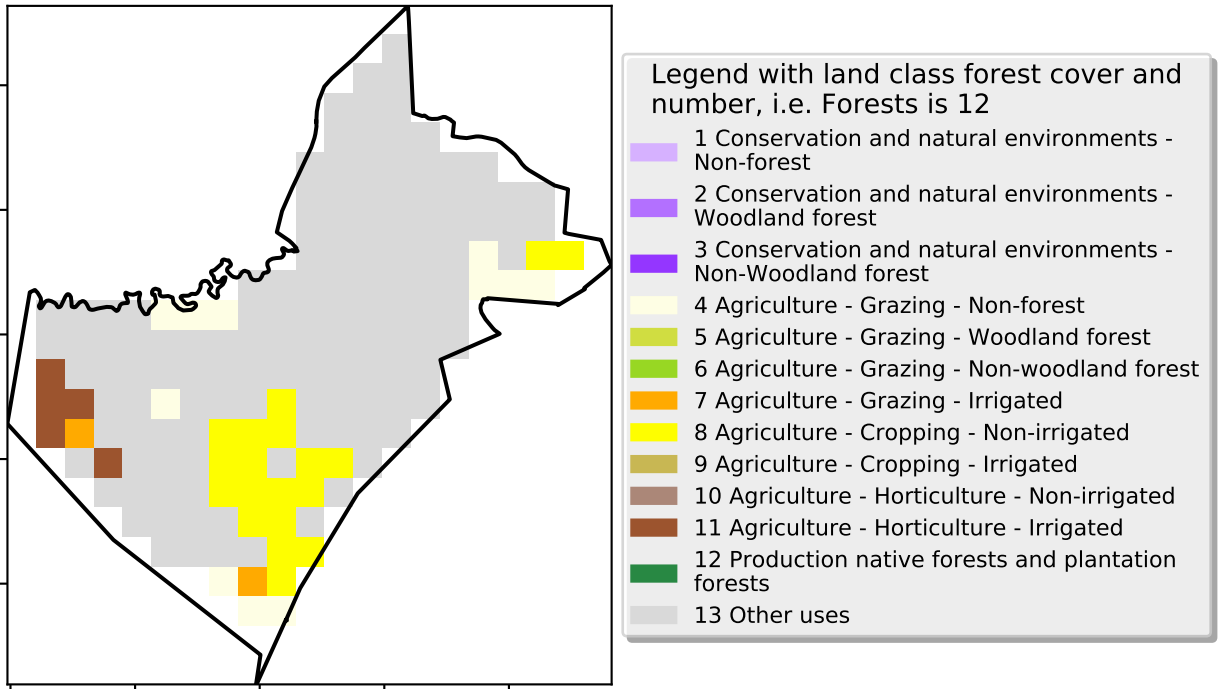 Legend with land class forest cover and
number, i.e. Forests is 12
1 Conservation and natural environments -
Non-forest
2 Conservation and natural environments -
Woodland forest
3 Conservation and natural environments -
Non-Woodland forest
4 Agriculture - Grazing - Non-forest
5 Agriculture - Grazing - Woodland forest
6 Agriculture - Grazing - Non-woodland forest
7 Agriculture - Grazing - Irrigated
8 Agriculture - Cropping - Non-irrigated
9 Agriculture - Cropping - Irrigated
10 Agriculture - Horticulture - Non-irrigated
11 Agriculture - Horticulture - Irrigated
12 Production native forests and plantation
forests
13 Other uses